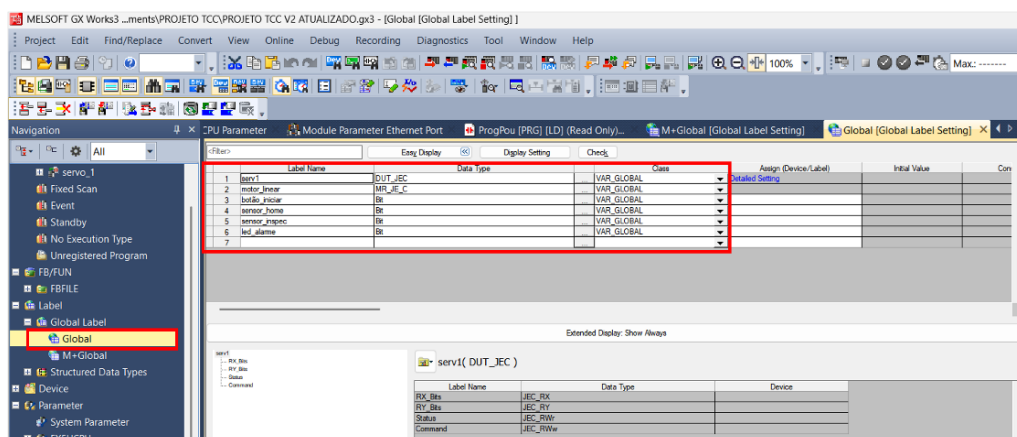 MELSOFT GX Works3 ...ments\PROJETO TCC\PROJETO TCC V2 ATUALIZADO.gx3 - [Global [Global Label Setting] ]
Project Edit Find/Replace Convert View Online Debug Recording Diagnostics Tool Window Help
100% Max.: -------
Navigation CPU Parameter Module Parameter Ethernet Port ProgPou [PRG] [LD] (Read Only)... M+Global [Global Label Setting] Global [Global Label Setting]
All <Filter> Easy Display Display Setting Check
Label Name Data Type Class Assign (Device/Label) Initial Value Con
1 serv1 DUT_JEC ... VAR_GLOBAL Detailed Setting
2 motor_linear MR_JE_C ... VAR_GLOBAL
3 botão_iniciar Bit ... VAR_GLOBAL
4 sensor_home Bit ... VAR_GLOBAL
5 sensor_inspec Bit ... VAR_GLOBAL
6 led_alarme Bit ... VAR_GLOBAL
7 ...
servo_1
Fixed Scan
Event
Standby
No Execution Type
Unregistered Program
FB/FUN
FBFILE
Label
Global Label
Global
M+Global
Structured Data Types
Device
Parameter
System Parameter
FX5UCPU
Extended Display: Show Always
serv1
RX_Bits
RY_Bits
Status
Command
serv1( DUT_JEC )
Label Name Data Type Device
RX_Bits JEC_RX
RY_Bits JEC_RY
Status JEC_RWr
Command JEC_RWw